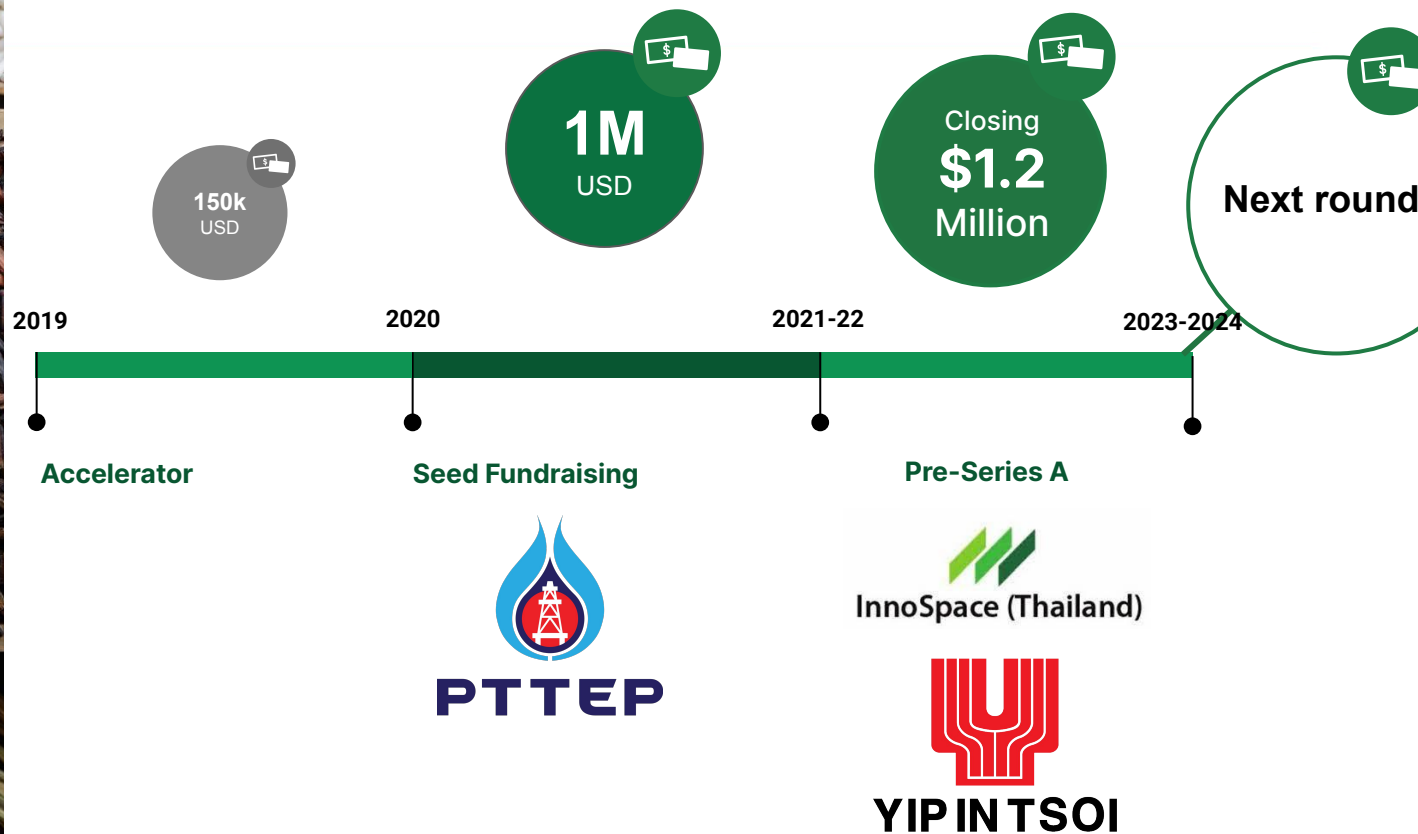 150k
USD
$
1M
USD
$
Closing
$1.2
Million
$
Next round
$
2019
2020
2021-22
2023-2024
Accelerator
Seed Fundraising
Pre-Series A
PTTEP
InnoSpace (Thailand)
YIP IN TSOI